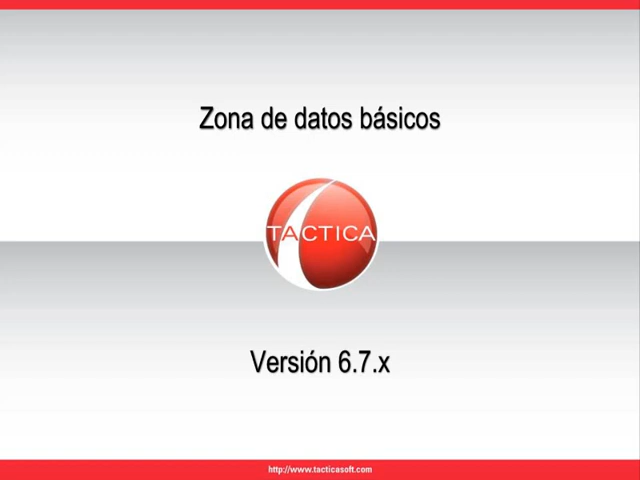 Zona de datos básicos
TACTICA
Versión 6.7.x
http://www.tacticasoft.com